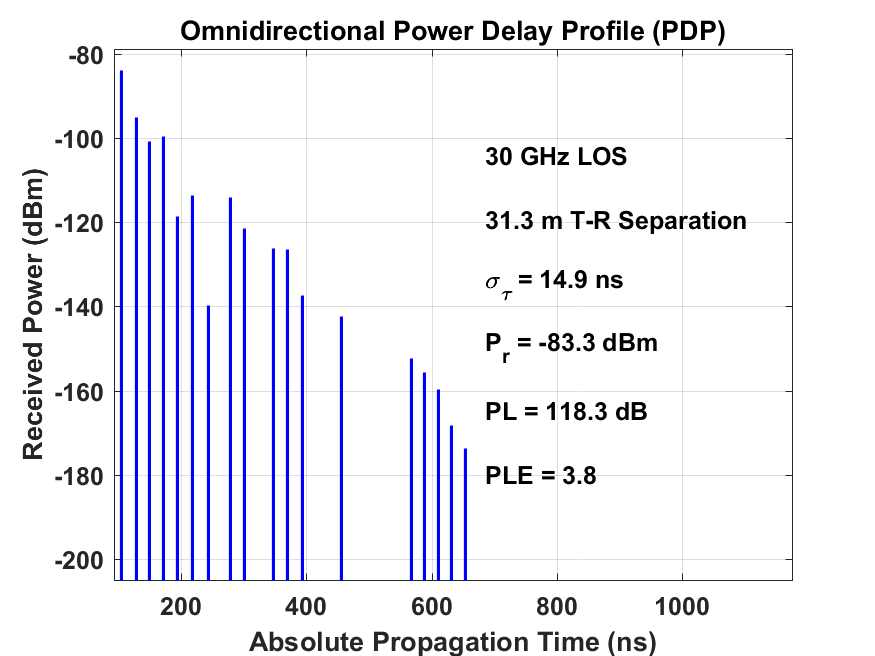 Omnidirectional Power Delay Profile (PDP)
-80
-100
-120
-140
-160
-180
-200
Received Power (dBm)
30 GHz LOS
31.3 m T-R Separation
σ_τ = 14.9 ns
P_r = -83.3 dBm
PL = 118.3 dB
PLE = 3.8
200 400 600 800 1000
Absolute Propagation Time (ns)